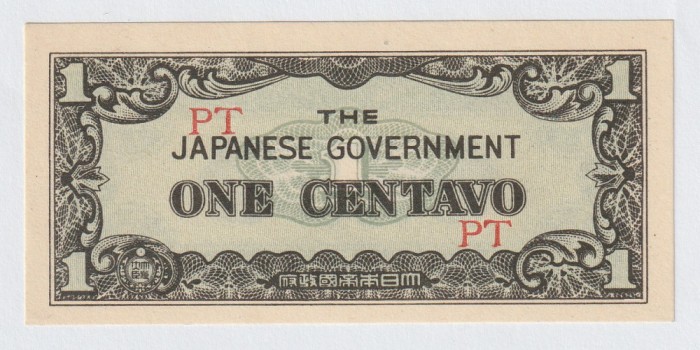 1 1
PT THE
JAPANESE GOVERNMENT
ONE CENTAVO
PT
1 1
大日本帝國政府